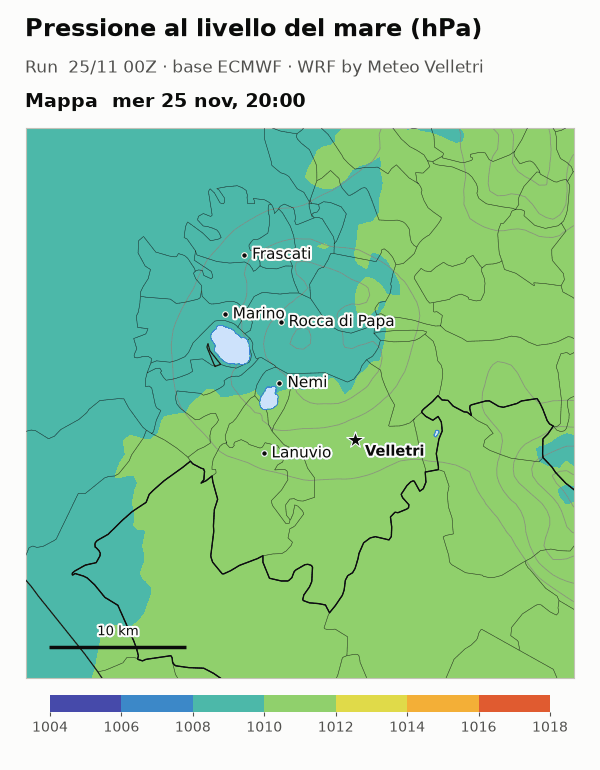 Pressione al livello del mare (hPa)
Run  25/11 00Z · base ECMWF · WRF by Meteo Velletri
Mappa  mer 25 nov, 20:00
Frascati
Marino
Rocca di Papa
Nemi
Velletri
Lanuvio
10 km
1004 1006 1008 1010 1012 1014 1016 1018